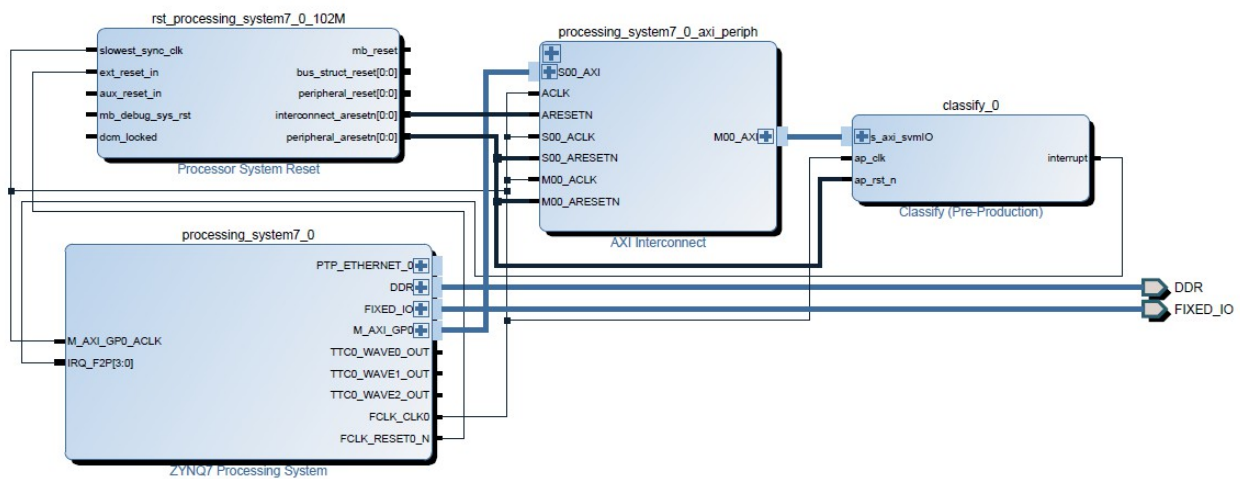 rst_processing_system7_0_102M
slowest_sync_clk
mb_reset
ext_reset_in
bus_struct_reset[0:0]
aux_reset_in
peripheral_reset[0:0]
mb_debug_sys_rst
interconnect_aresetn[0:0]
dcm_locked
peripheral_aresetn[0:0]
Processor System Reset
processing_system7_0_axi_periph
S00_AXI
ACLK
ARESETN
S00_ACLK
M00_AXI
S00_ARESETN
M00_ACLK
M00_ARESETN
AXI Interconnect
classify_0
s_axi_svmIO
ap_clk
interrupt
ap_rst_n
Classify (Pre-Production)
processing_system7_0
PTP_ETHERNET_0
DDR
FIXED_IO
M_AXI_GP0
M_AXI_GP0_ACLK
TTC0_WAVE0_OUT
IRQ_F2P[3:0]
TTC0_WAVE1_OUT
TTC0_WAVE2_OUT
FCLK_CLK0
FCLK_RESET0_N
ZYNQ7 Processing System
DDR
FIXED_IO